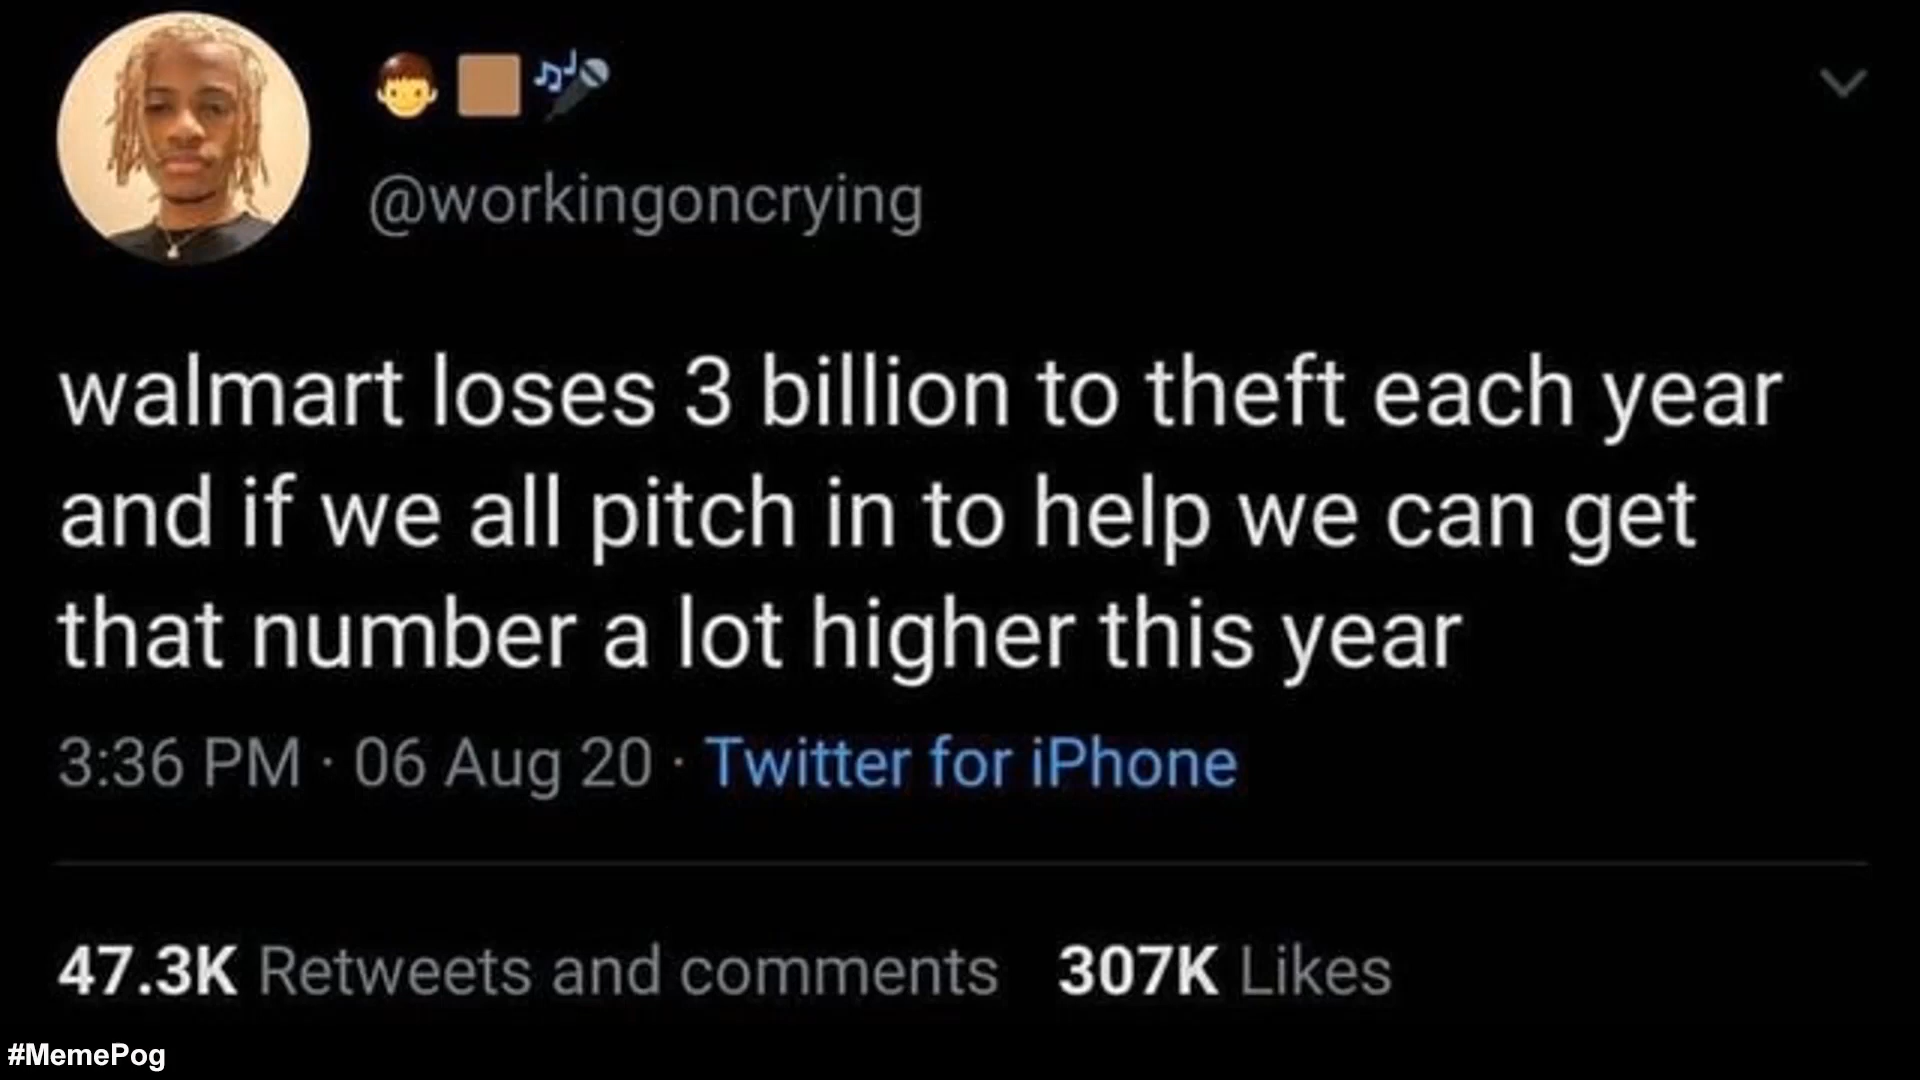 @workingoncrying
walmart loses 3 billion to theft each year
and if we all pitch in to help we can get
that number a lot higher this year
3:36 PM · 06 Aug 20 · Twitter for iPhone
47.3K Retweets and comments 307K Likes
#MemePog